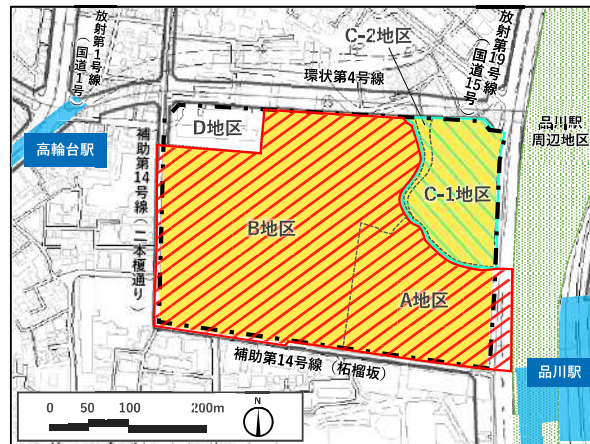 放射第1号線
（国道1号）
C-2地区
環状第4号線
放射第19号線
（国道15号）
品川駅
周辺地区
D地区
高輪台駅
C-1地区
補助第14号線（二本榎通り）
B地区
A地区
補助第14号線（柘榴坂）
品川駅
0 50 100 200m
N